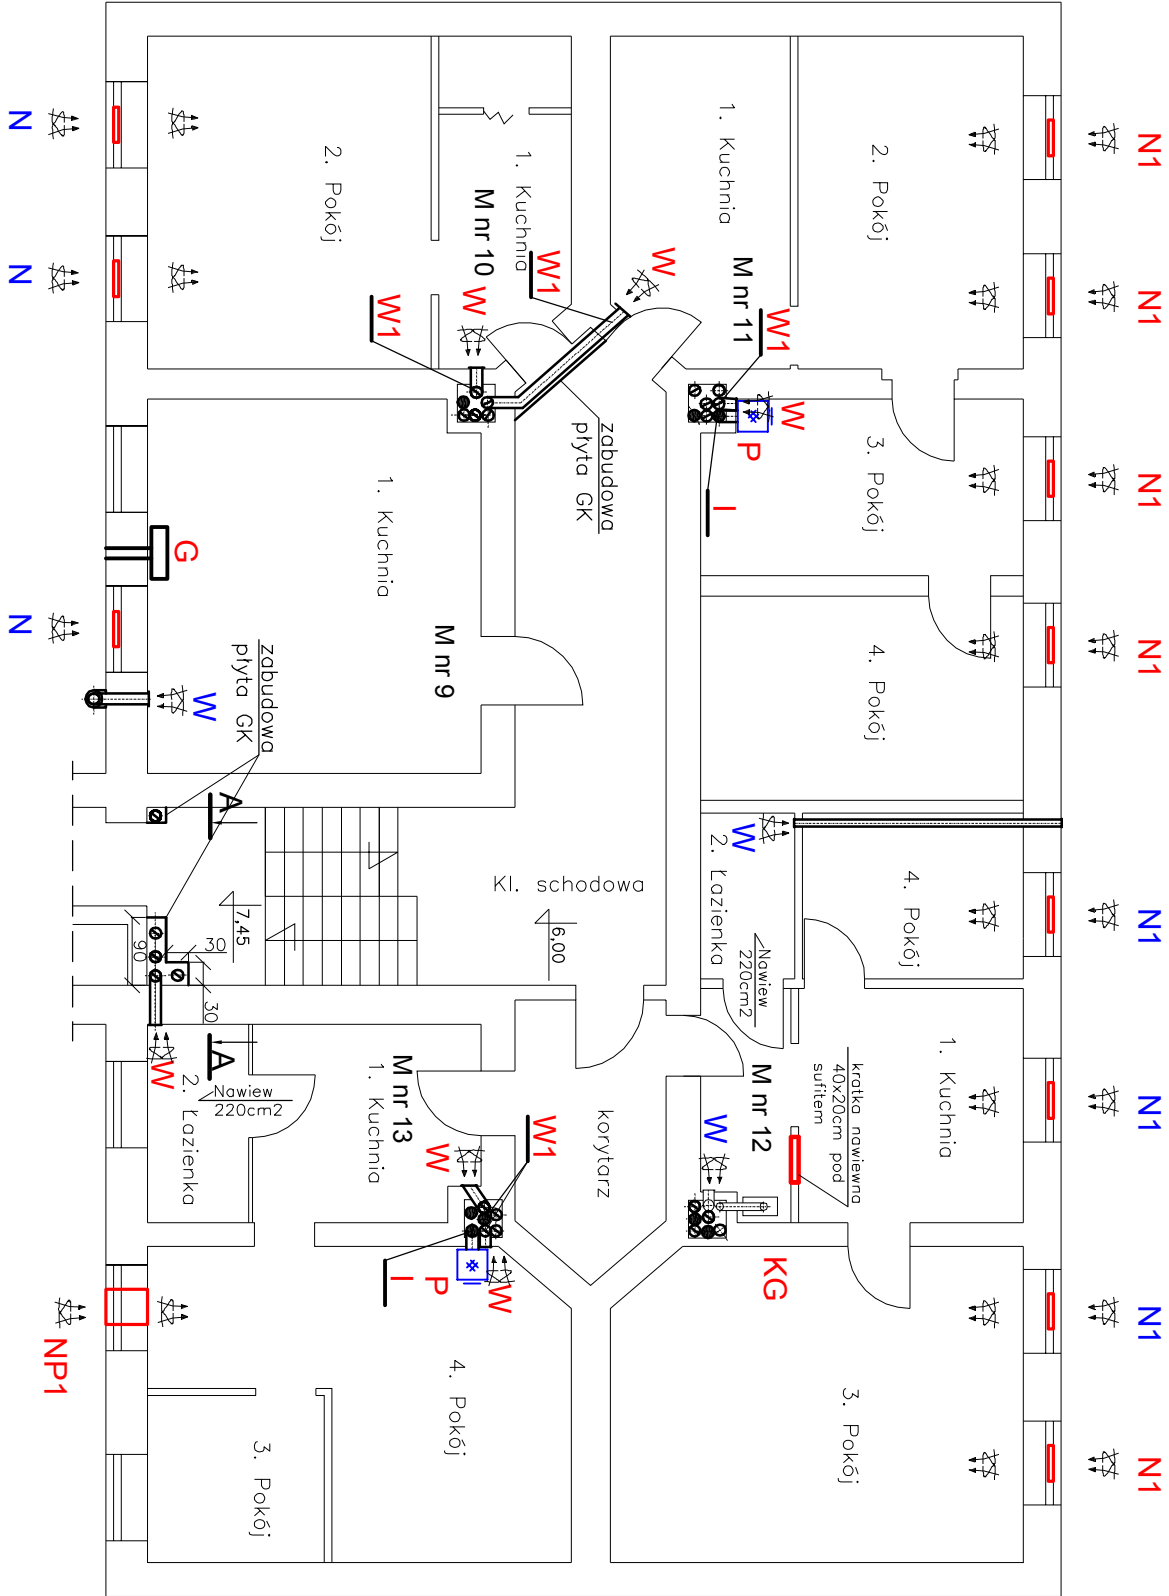 N
N
N
N1
N1
N1
N1
N1
N1
N1
N1
NP1
2. Pokój
1. Kuchnia
M nr 10
W1
W
W1
W
1. Kuchnia
M nr 11
2. Pokój
W1
W
P
I
3. Pokój
4. Pokój
zabudowa
płyta GK
1. Kuchnia
G
M nr 9
W
zabudowa
płyta GK
A
Kl. schodowa
7,45
6,00
90
30
30
W
A
2. Łazienka
Nawiew
220cm2
M nr 13
1. Kuchnia
W
W1
korytarz
I
P
W
4. Pokój
3. Pokój
W
2. Łazienka
4. Pokój
Nawiew
220cm2
M nr 12
W
kratka nawiewna
40x20cm pod
sufitem
1. Kuchnia
KG
3. Pokój